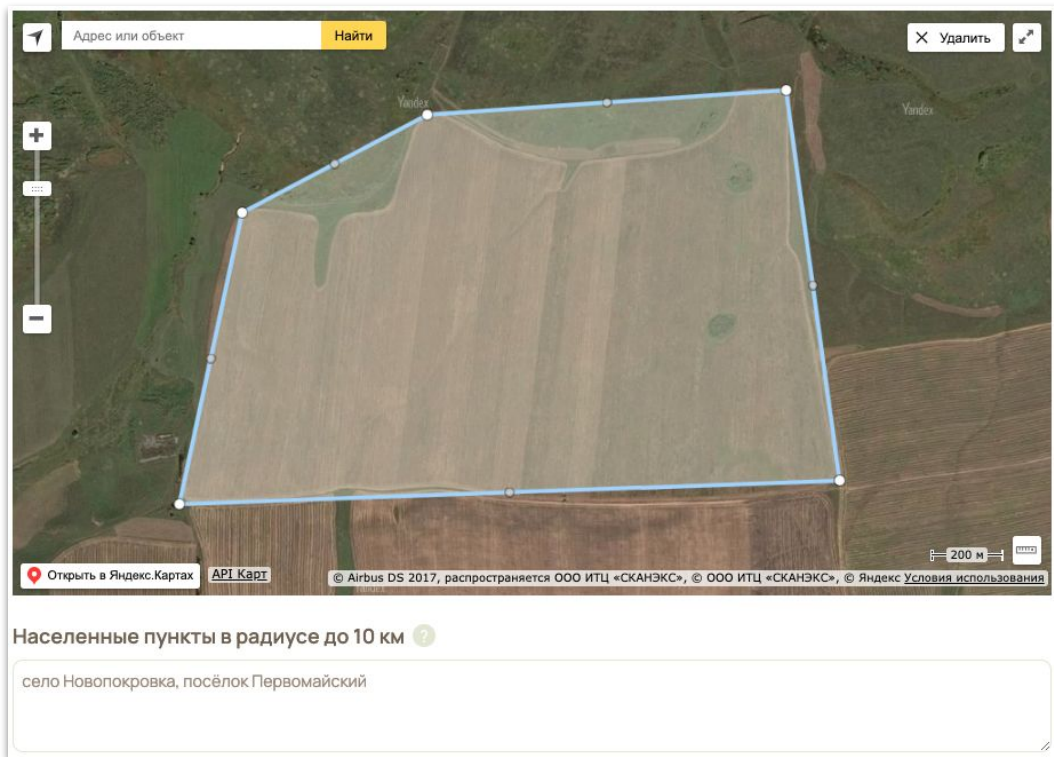 Адрес или объект
Найти
Удалить
Yandex
Yandex
200 м
Открыть в Яндекс.Картах
API Карт
© Airbus DS 2017, распространяется ООО ИТЦ «СКАНЭКС», © ООО ИТЦ «СКАНЭКС», © Яндекс Условия использования
Yandex
Населенные пункты в радиусе до 10 км ?
село Новопокровка, посёлок Первомайский